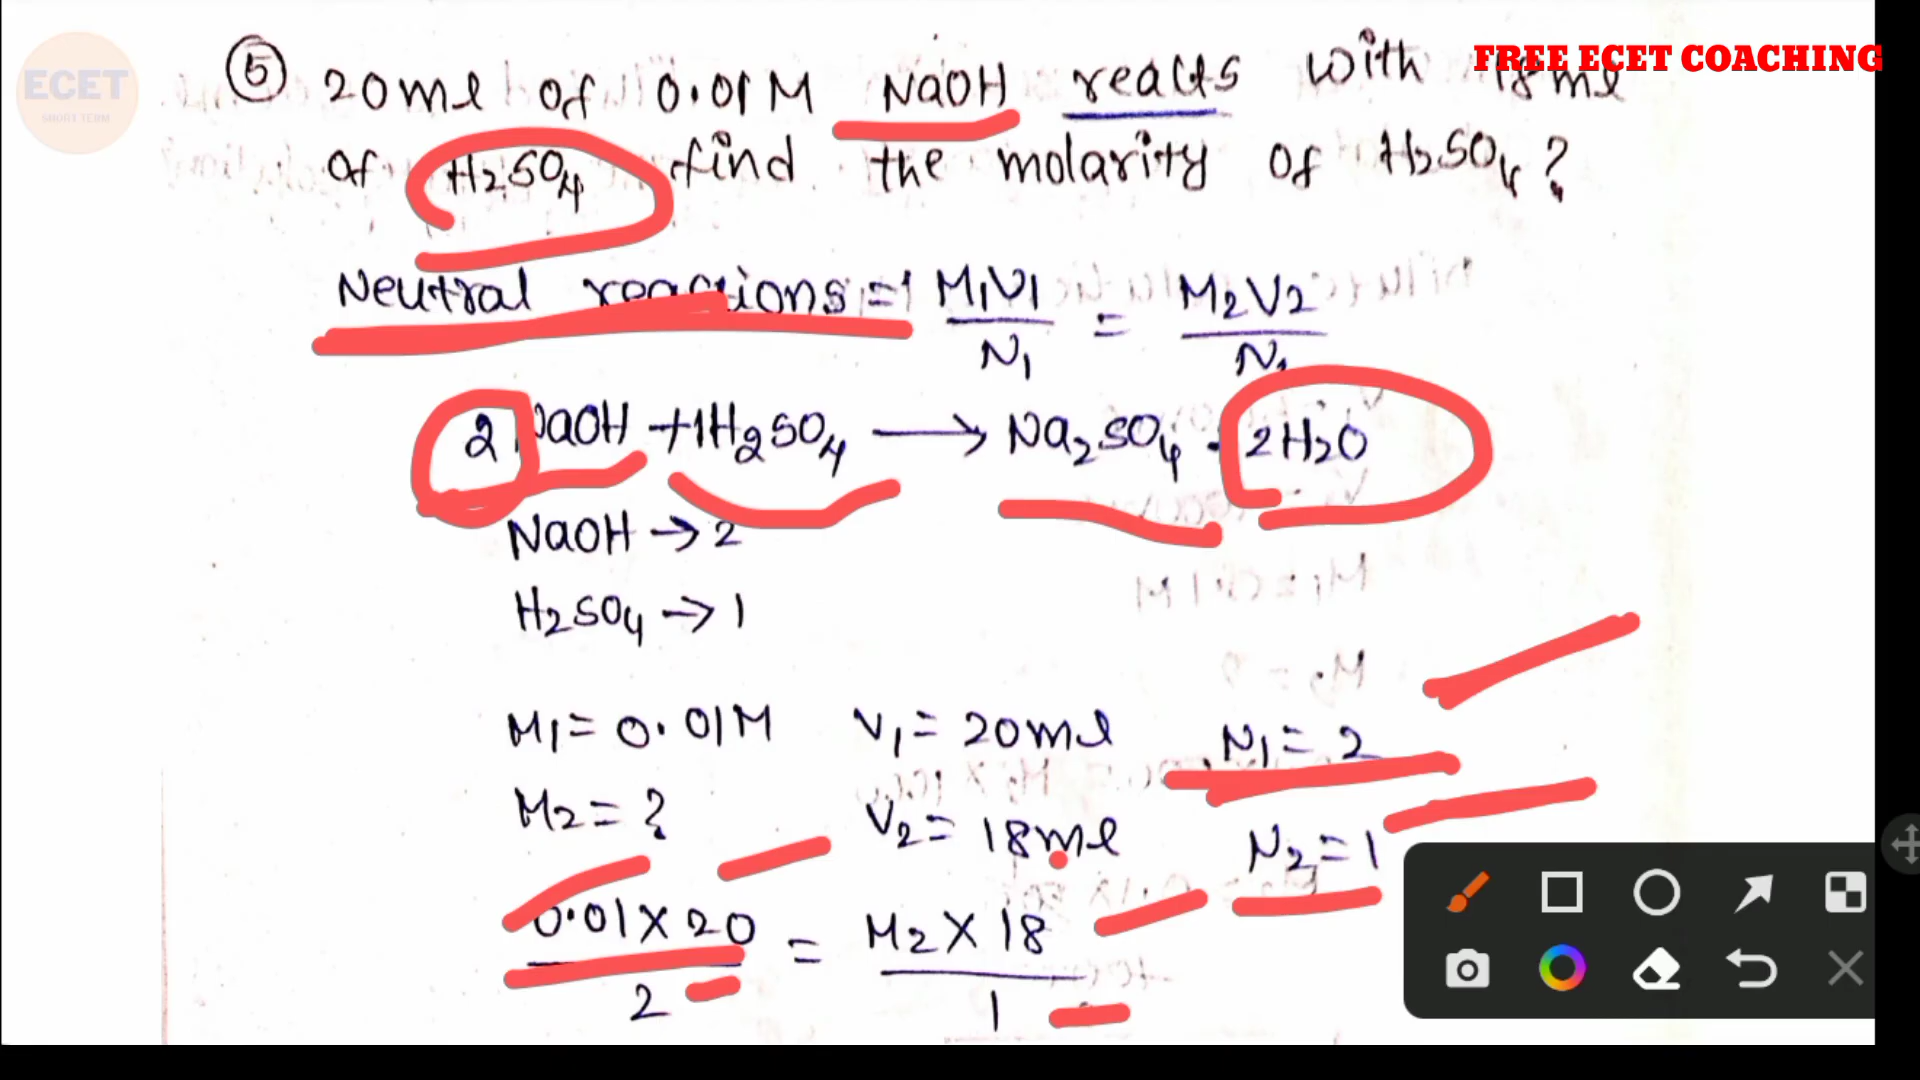 FREE ECET COACHING
ECET
SHORT TERM
⑤ 20ml of 0.01M NaOH reacts with 18ml
of H2SO4 find the molarity of H2SO4?
Neutral reactions = M1V1/N1 = M2V2/N
2NaOH + 1H2SO4 → Na2SO4 2H2O
NaOH → 2
H2SO4 → 1
M1 = 0.01M V1 = 20ml N1 = 2
M2 = ? V2 = 18ml N2 = 1
0.01 X 20 / 2 = M2 X 18 / 1